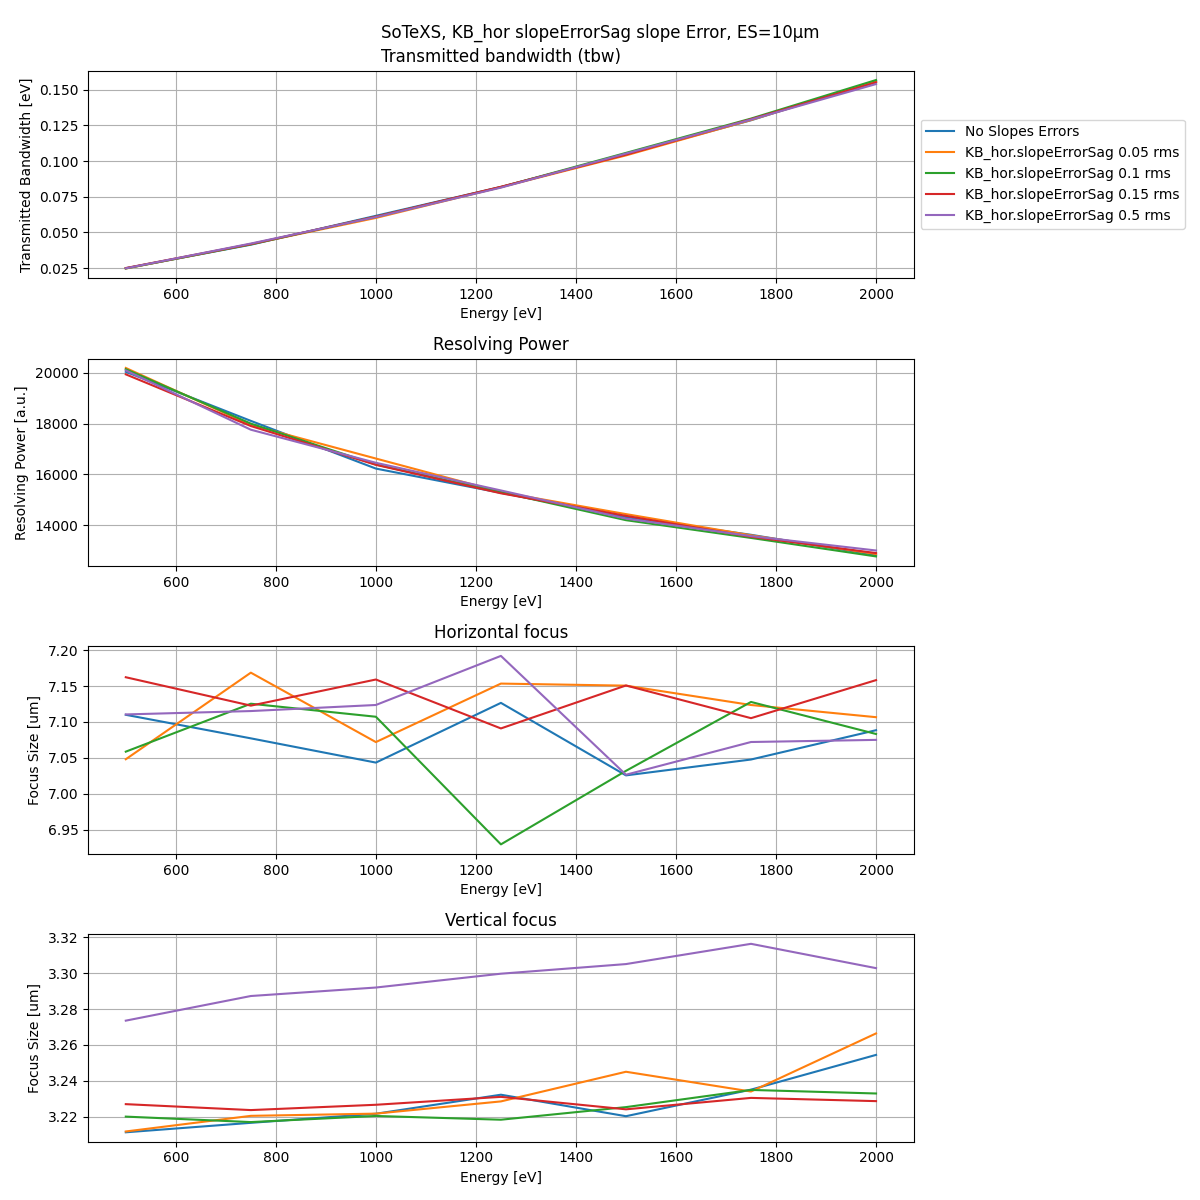 SoTeXS, KB_hor slopeErrorSag slope Error, ES=10µm
Transmitted bandwidth (tbw)
Transmitted Bandwidth [eV]
0.150
0.125
0.100
0.075
0.050
0.025
600 800 1000 1200 1400 1600 1800 2000
Energy [eV]
No Slopes Errors
KB_hor.slopeErrorSag 0.05 rms
KB_hor.slopeErrorSag 0.1 rms
KB_hor.slopeErrorSag 0.15 rms
KB_hor.slopeErrorSag 0.5 rms
Resolving Power
Resolving Power [a.u.]
20000
18000
16000
14000
600 800 1000 1200 1400 1600 1800 2000
Energy [eV]
Horizontal focus
Focus Size [um]
7.20
7.15
7.10
7.05
7.00
6.95
600 800 1000 1200 1400 1600 1800 2000
Energy [eV]
Vertical focus
Focus Size [um]
3.32
3.30
3.28
3.26
3.24
3.22
600 800 1000 1200 1400 1600 1800 2000
Energy [eV]